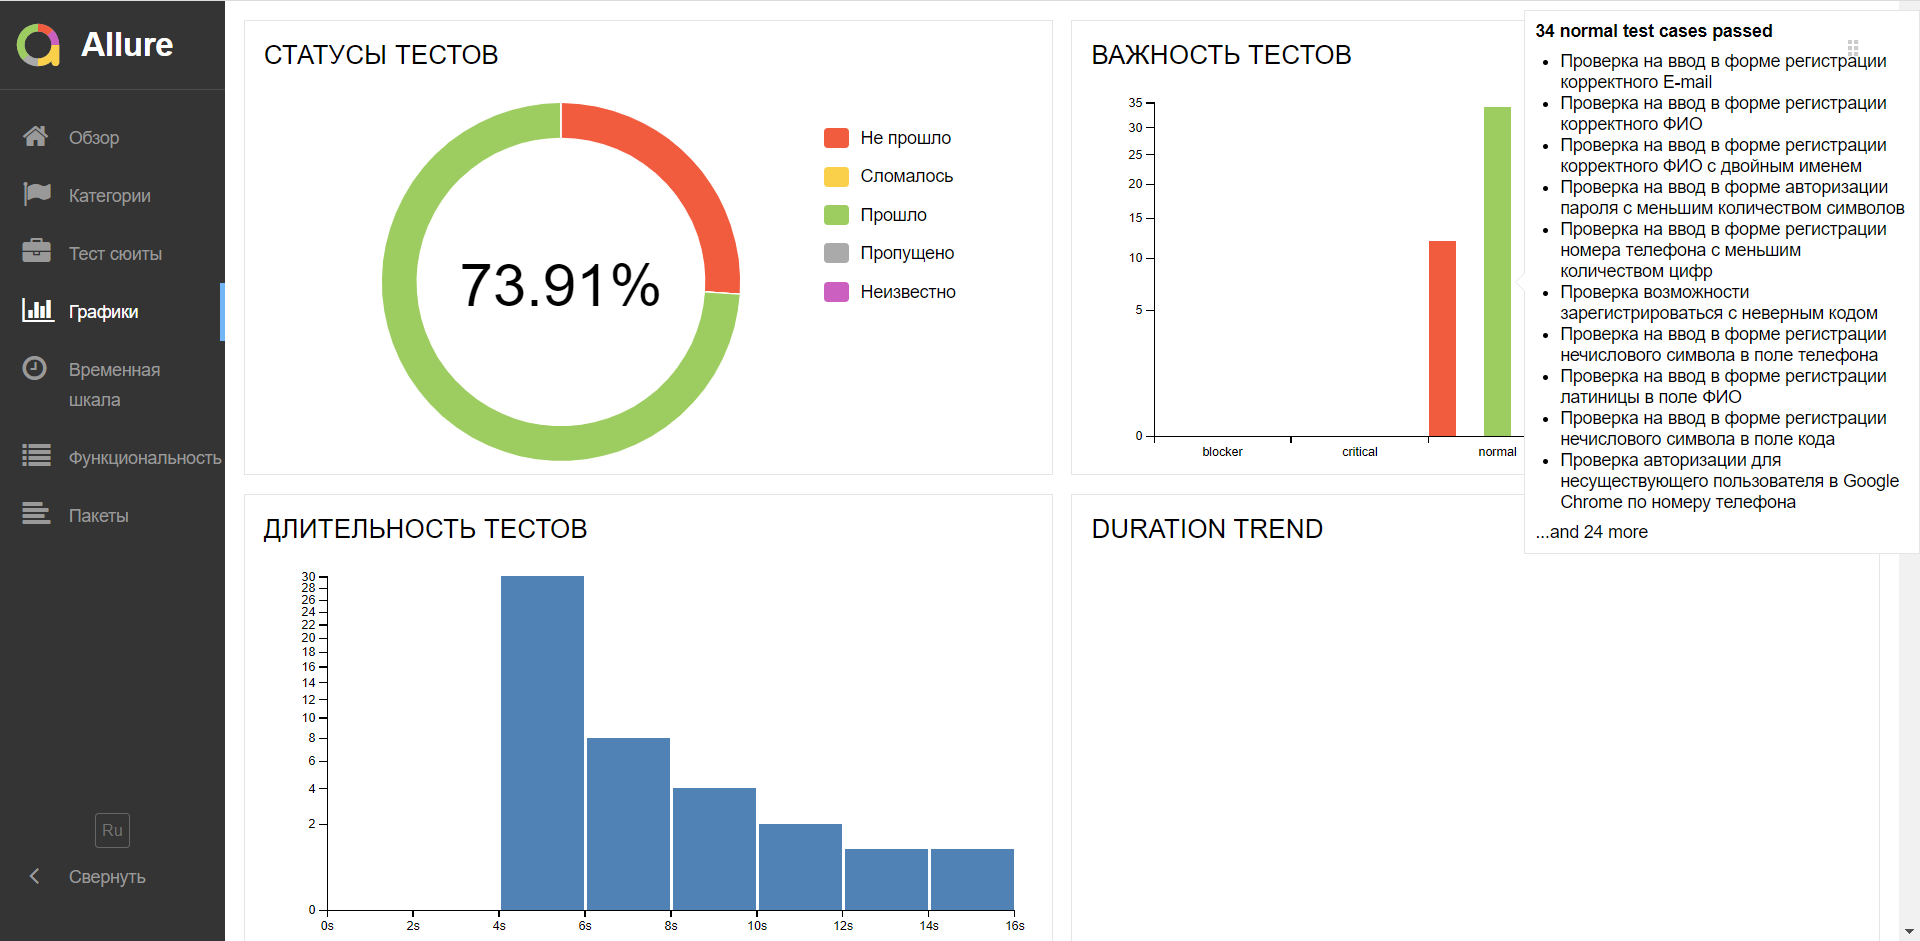 Allure
Обзор
Категории
Тест сюиты
Графики
Временная
шкала
Функциональность
Пакеты
Ru
Свернуть
СТАТУСЫ ТЕСТОВ
73.91%
Не прошло
Сломалось
Прошло
Пропущено
Неизвестно
ВАЖНОСТЬ ТЕСТОВ
35
30
25
20
15
10
5
0
blocker
critical
normal
34 normal test cases passed
Проверка на ввод в форме регистрации
корректного E-mail
Проверка на ввод в форме регистрации
корректного ФИО
Проверка на ввод в форме регистрации
корректного ФИО с двойным именем
Проверка на ввод в форме авторизации
пароля с меньшим количеством символов
Проверка на ввод в форме регистрации
номера телефона с меньшим
количеством цифр
Проверка возможности
зарегистрироваться с неверным кодом
Проверка на ввод в форме регистрации
нечислового символа в поле телефона
Проверка на ввод в форме регистрации
латиницы в поле ФИО
Проверка на ввод в форме регистрации
нечислового символа в поле кода
Проверка авторизации для
несуществующего пользователя в Google
Chrome по номеру телефона
...and 24 more
ДЛИТЕЛЬНОСТЬ ТЕСТОВ
30
28
26
24
22
20
18
16
14
12
10
8
6
4
2
0
0s
2s
4s
6s
8s
10s
12s
14s
16s
DURATION TREND